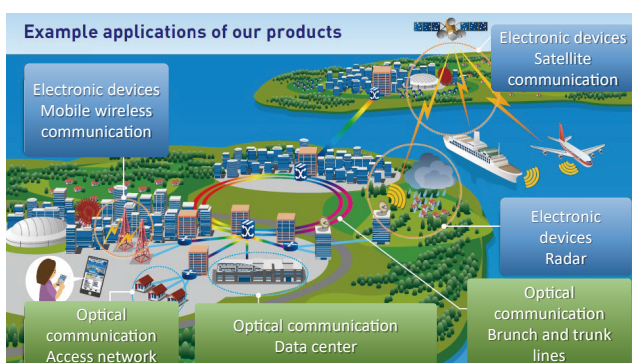 Example applications of our products
Electronic devices
Satellite
communication
Electronic devices
Mobile wireless
communication
Electronic
devices
Radar
Optical
communication
Access network
Optical communication
Data center
Optical
communication
Brunch and trunk
lines